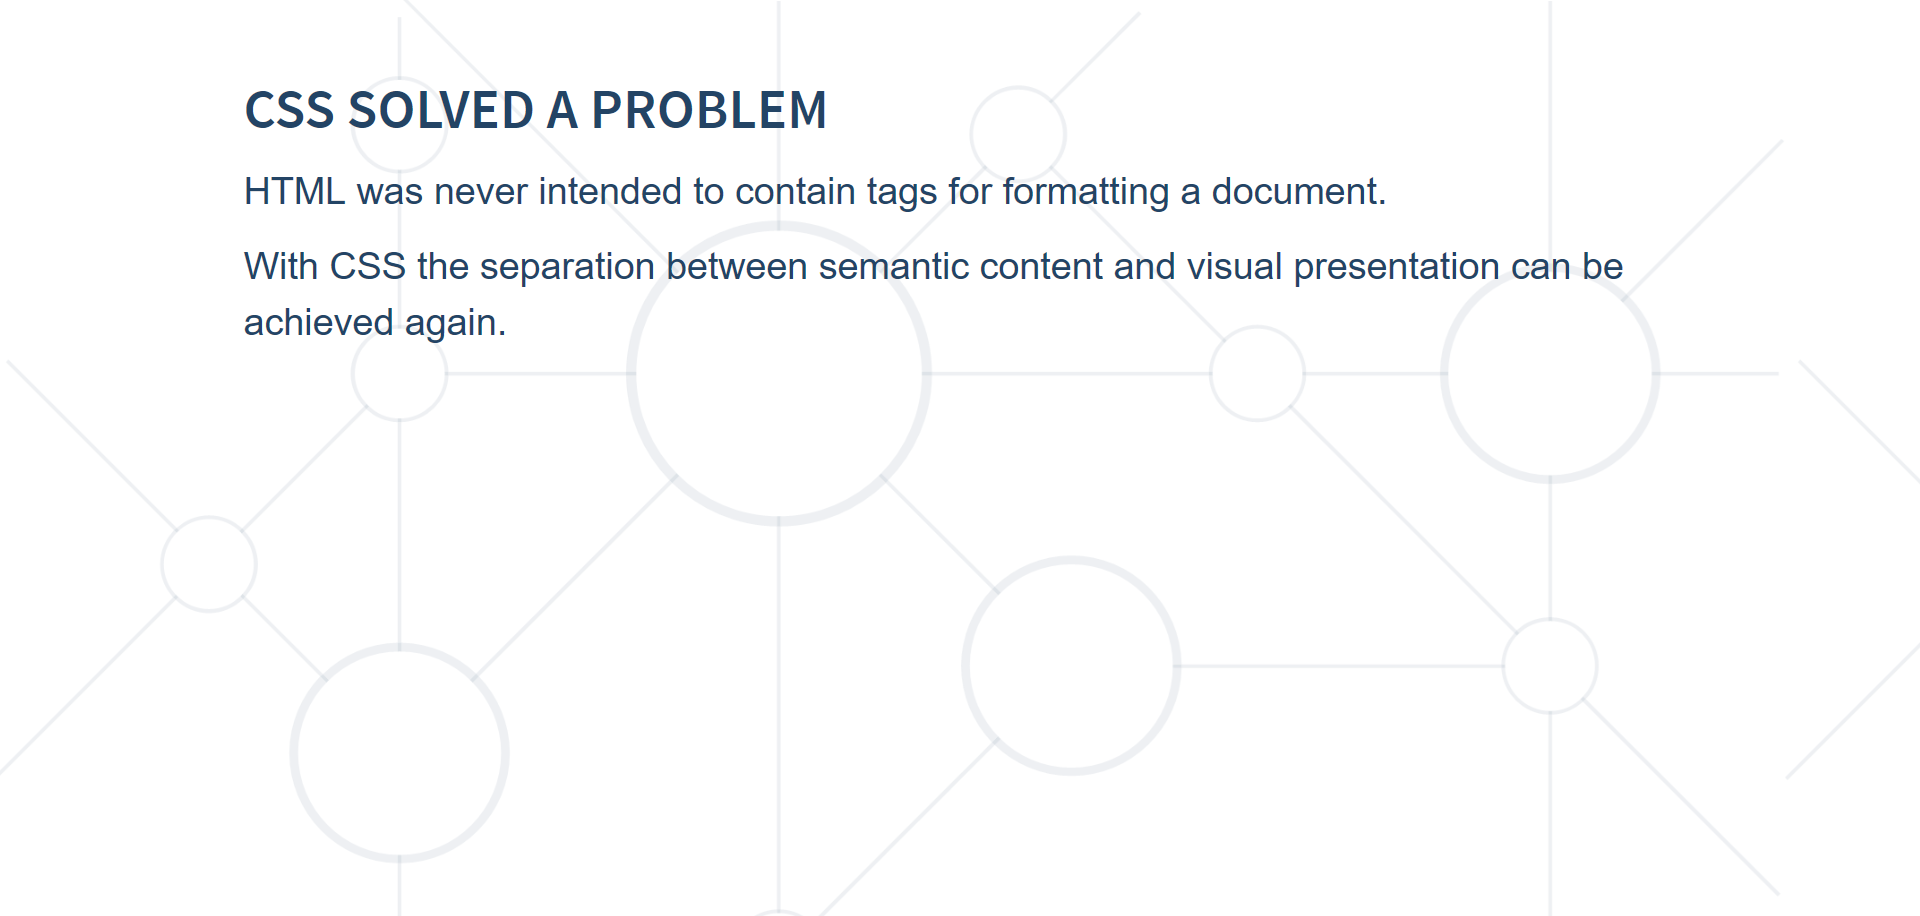 CSS SOLVED A PROBLEM
HTML was never intended to contain tags for formatting a document.
With CSS the separation between semantic content and visual presentation can be
achieved again.